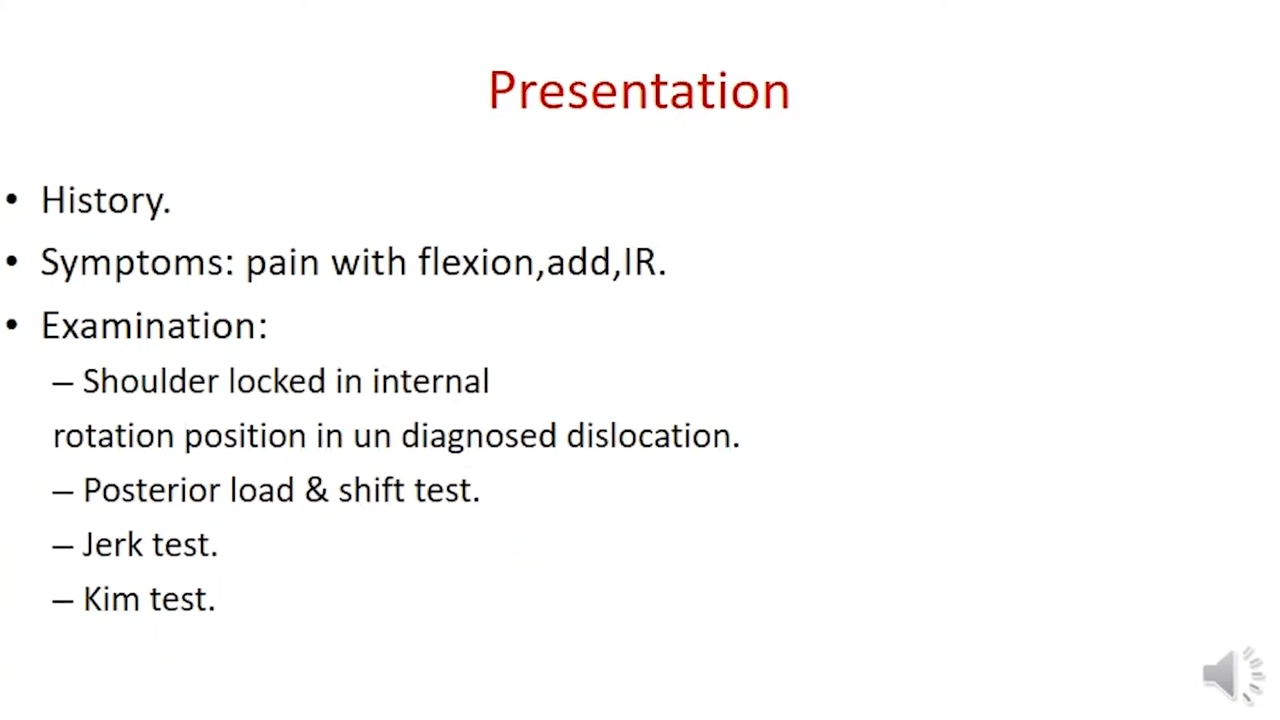 Presentation
• History.
• Symptoms: pain with flexion,add,IR.
• Examination:
– Shoulder locked in internal
rotation position in un diagnosed dislocation.
– Posterior load & shift test.
– Jerk test.
– Kim test.